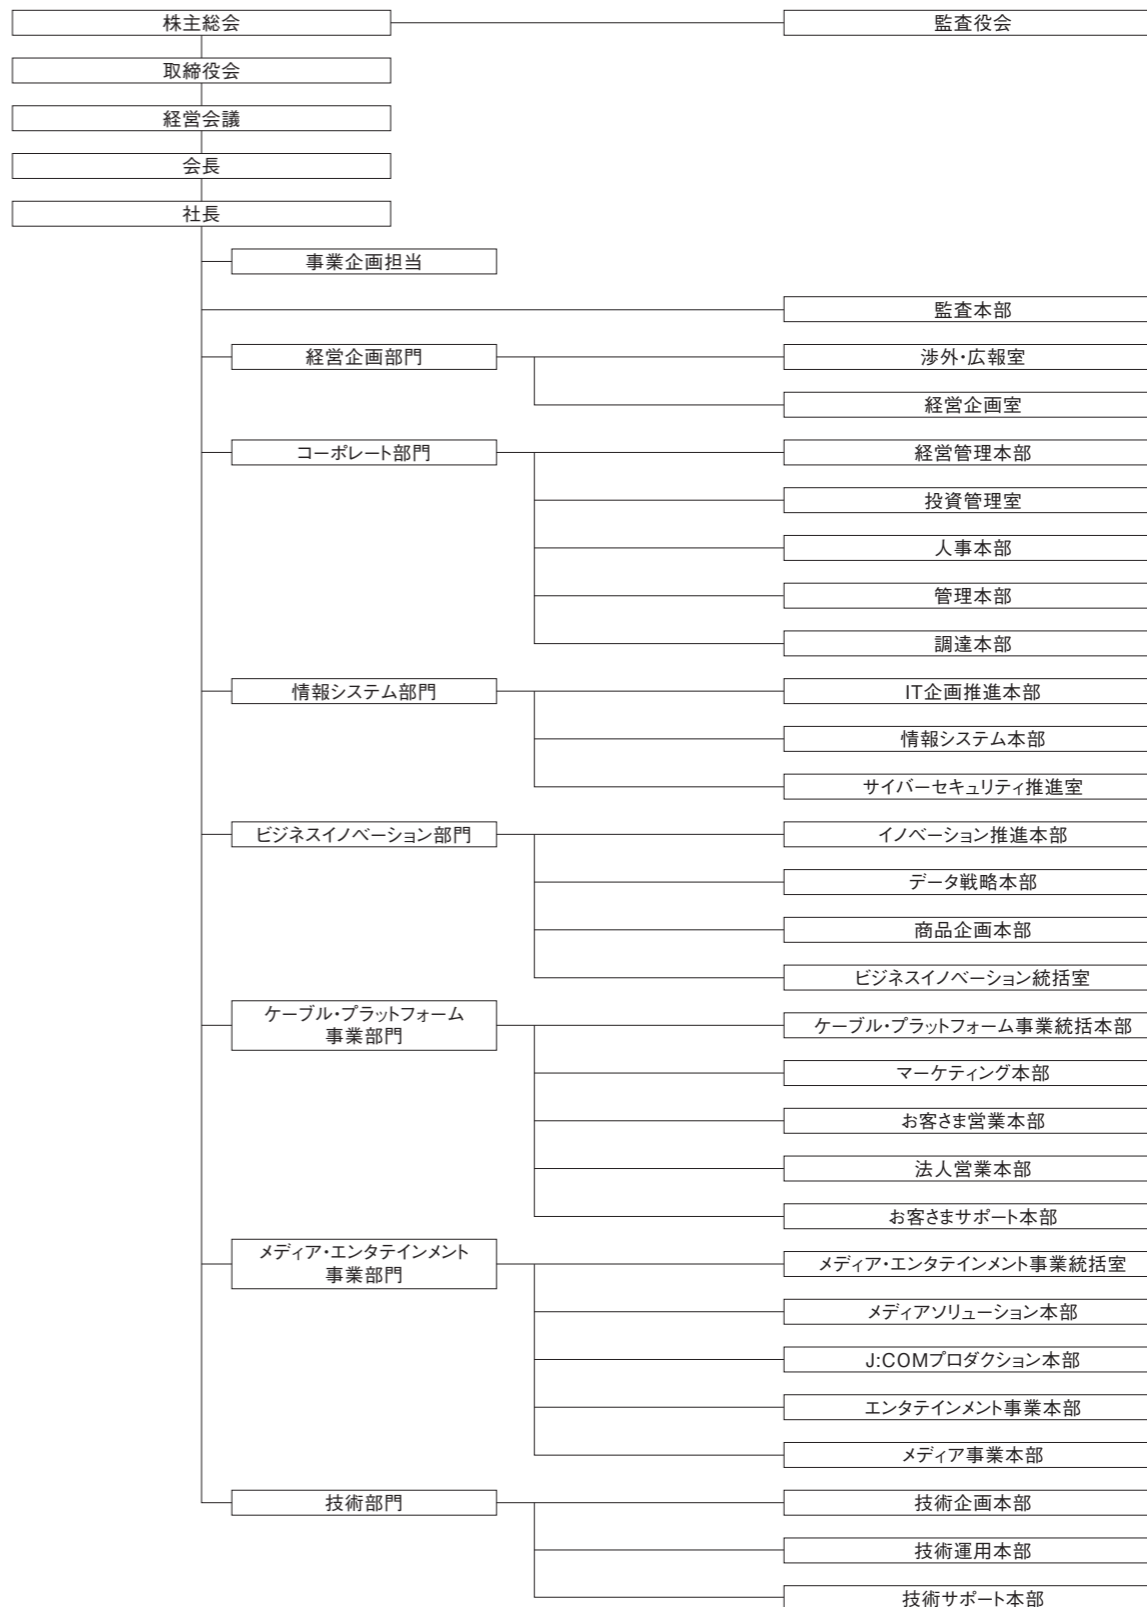 株主総会
監査役会
取締役会
経営会議
会長
社長
事業企画担当
監査本部
経営企画部門
渉外・広報室
経営企画室
コーポレート部門
経営管理本部
投資管理室
人事本部
管理本部
調達本部
情報システム部門
IT企画推進本部
情報システム本部
サイバーセキュリティ推進室
ビジネスイノベーション部門
イノベーション推進本部
データ戦略本部
商品企画本部
ビジネスイノベーション統括室
ケーブル・プラットフォーム
事業部門
ケーブル・プラットフォーム事業統括本部
マーケティング本部
お客さま営業本部
法人営業本部
お客さまサポート本部
メディア・エンタテインメント
事業部門
メディア・エンタテインメント事業統括室
メディアソリューション本部
J:COMプロダクション本部
エンタテインメント事業本部
メディア事業本部
技術部門
技術企画本部
技術運用本部
技術サポート本部